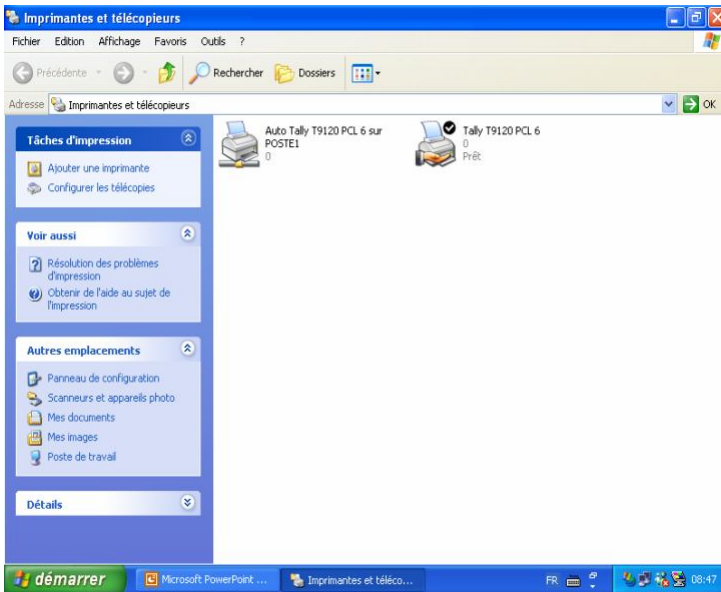 Imprimantes et télécopieurs
Fichier Edition Affichage Favoris Outils ?
Précédente Rechercher Dossiers
Adresse Imprimantes et télécopieurs OK
Tâches d'impression
Ajouter une imprimante
Configurer les télécopies
Voir aussi
Résolution des problèmes
d'impression
Obtenir de l'aide au sujet de
l'impression
Autres emplacements
Panneau de configuration
Scanneurs et appareils photo
Mes documents
Mes images
Poste de travail
Détails
Auto Tally T9120 PCL 6 sur
POSTE1
0
Tally T9120 PCL 6
0
Prêt
démarrer Microsoft PowerPoint ... Imprimantes et téléco... FR 08:47